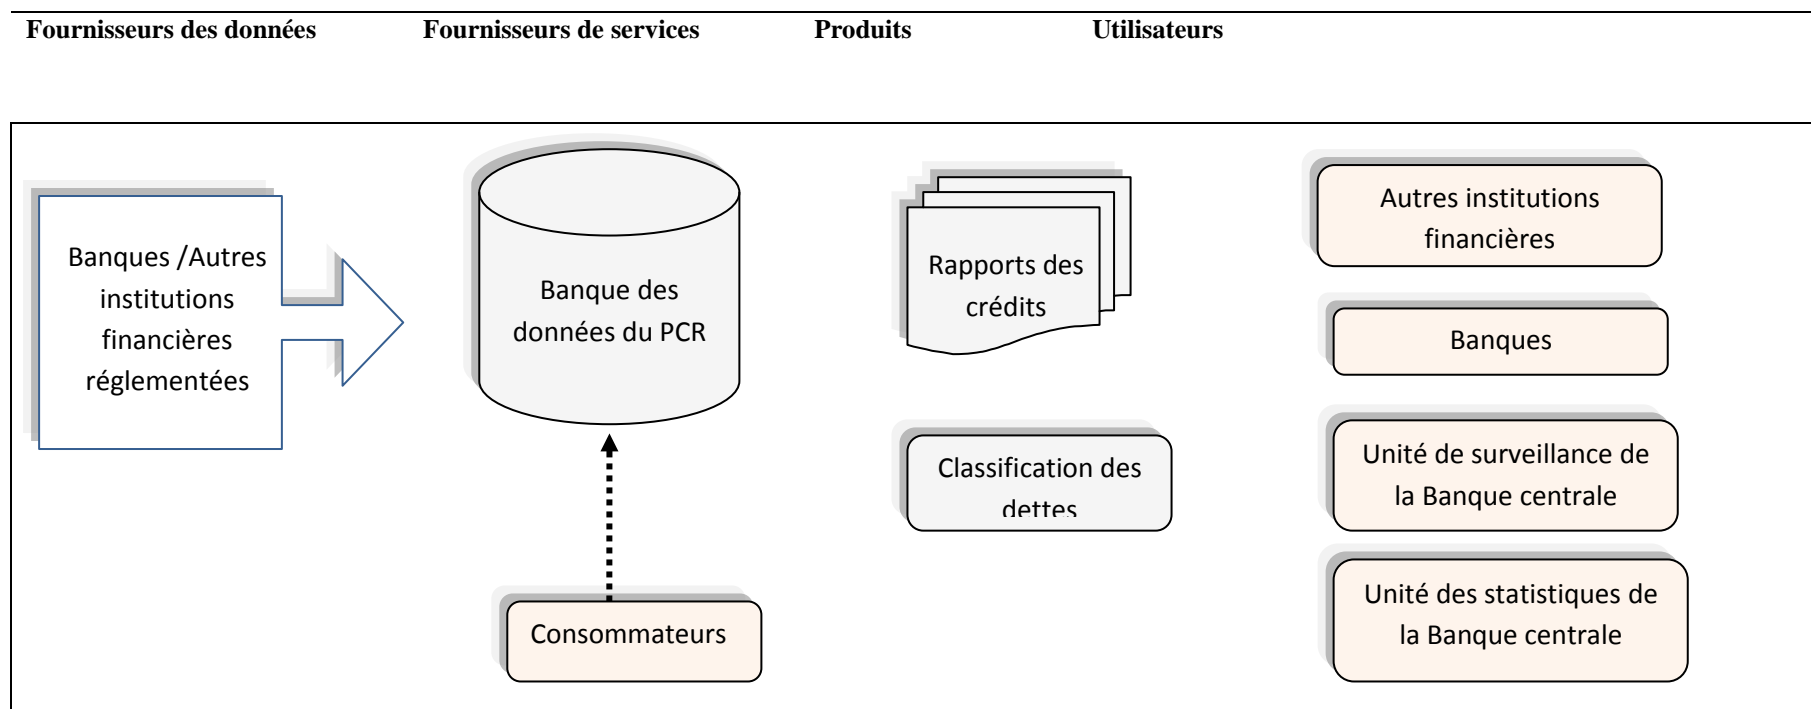 Fournisseurs des données Fournisseurs de services Produits Utilisateurs
Banques /Autres
institutions
financières
réglementées
Banque des
données du PCR
Consommateurs
Rapports des
crédits
Classification des
dettes
Autres institutions
financières
Banques
Unité de surveillance de
la Banque centrale
Unité des statistiques de
la Banque centrale